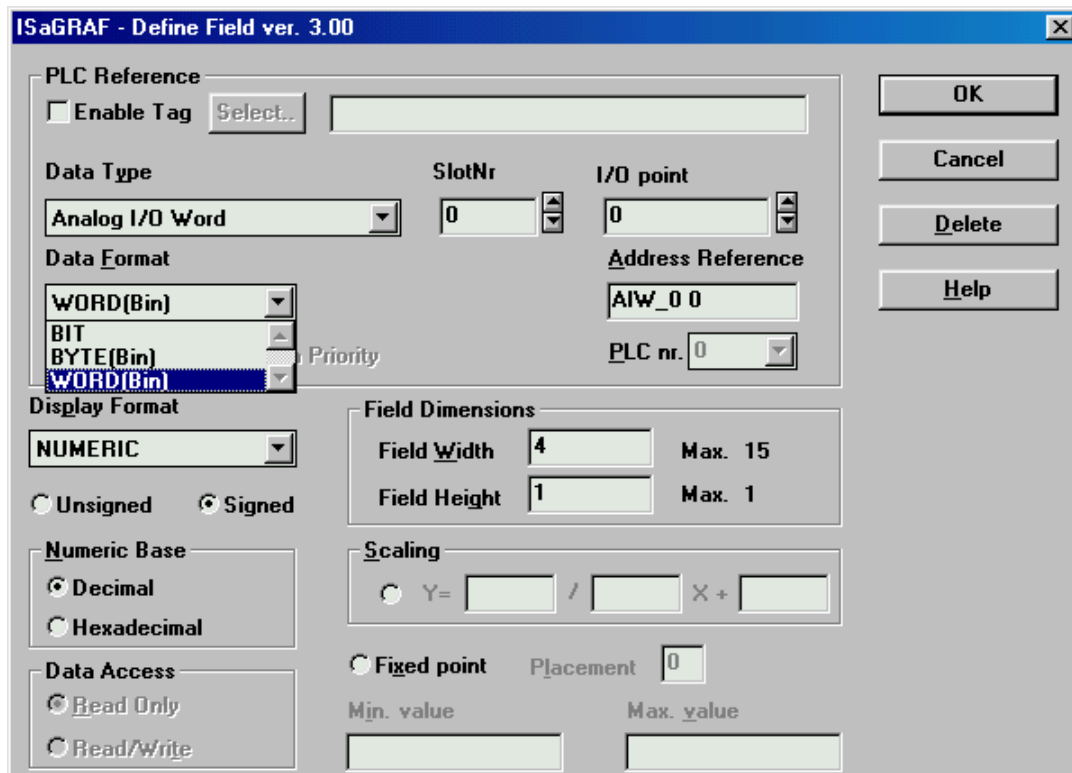 ISaGRAF - Define Field ver. 3.00
PLC Reference
Enable Tag Select..
OK
Cancel
Delete
Help
Data Type SlotNr I/O point
Analog I/O Word 0 0
Data Format Address Reference
WORD(Bin) AIW_0 0
BIT
BYTE(Bin) Priority PLC nr. 0
WORD(Bin)
Display Format
NUMERIC
Unsigned Signed
Field Dimensions
Field Width 4 Max. 15
Field Height 1 Max. 1
Numeric Base
Decimal
Hexadecimal
Scaling
Y= / X +
Data Access
Read Only
Read/Write
Fixed point Placement 0
Min. value Max. value